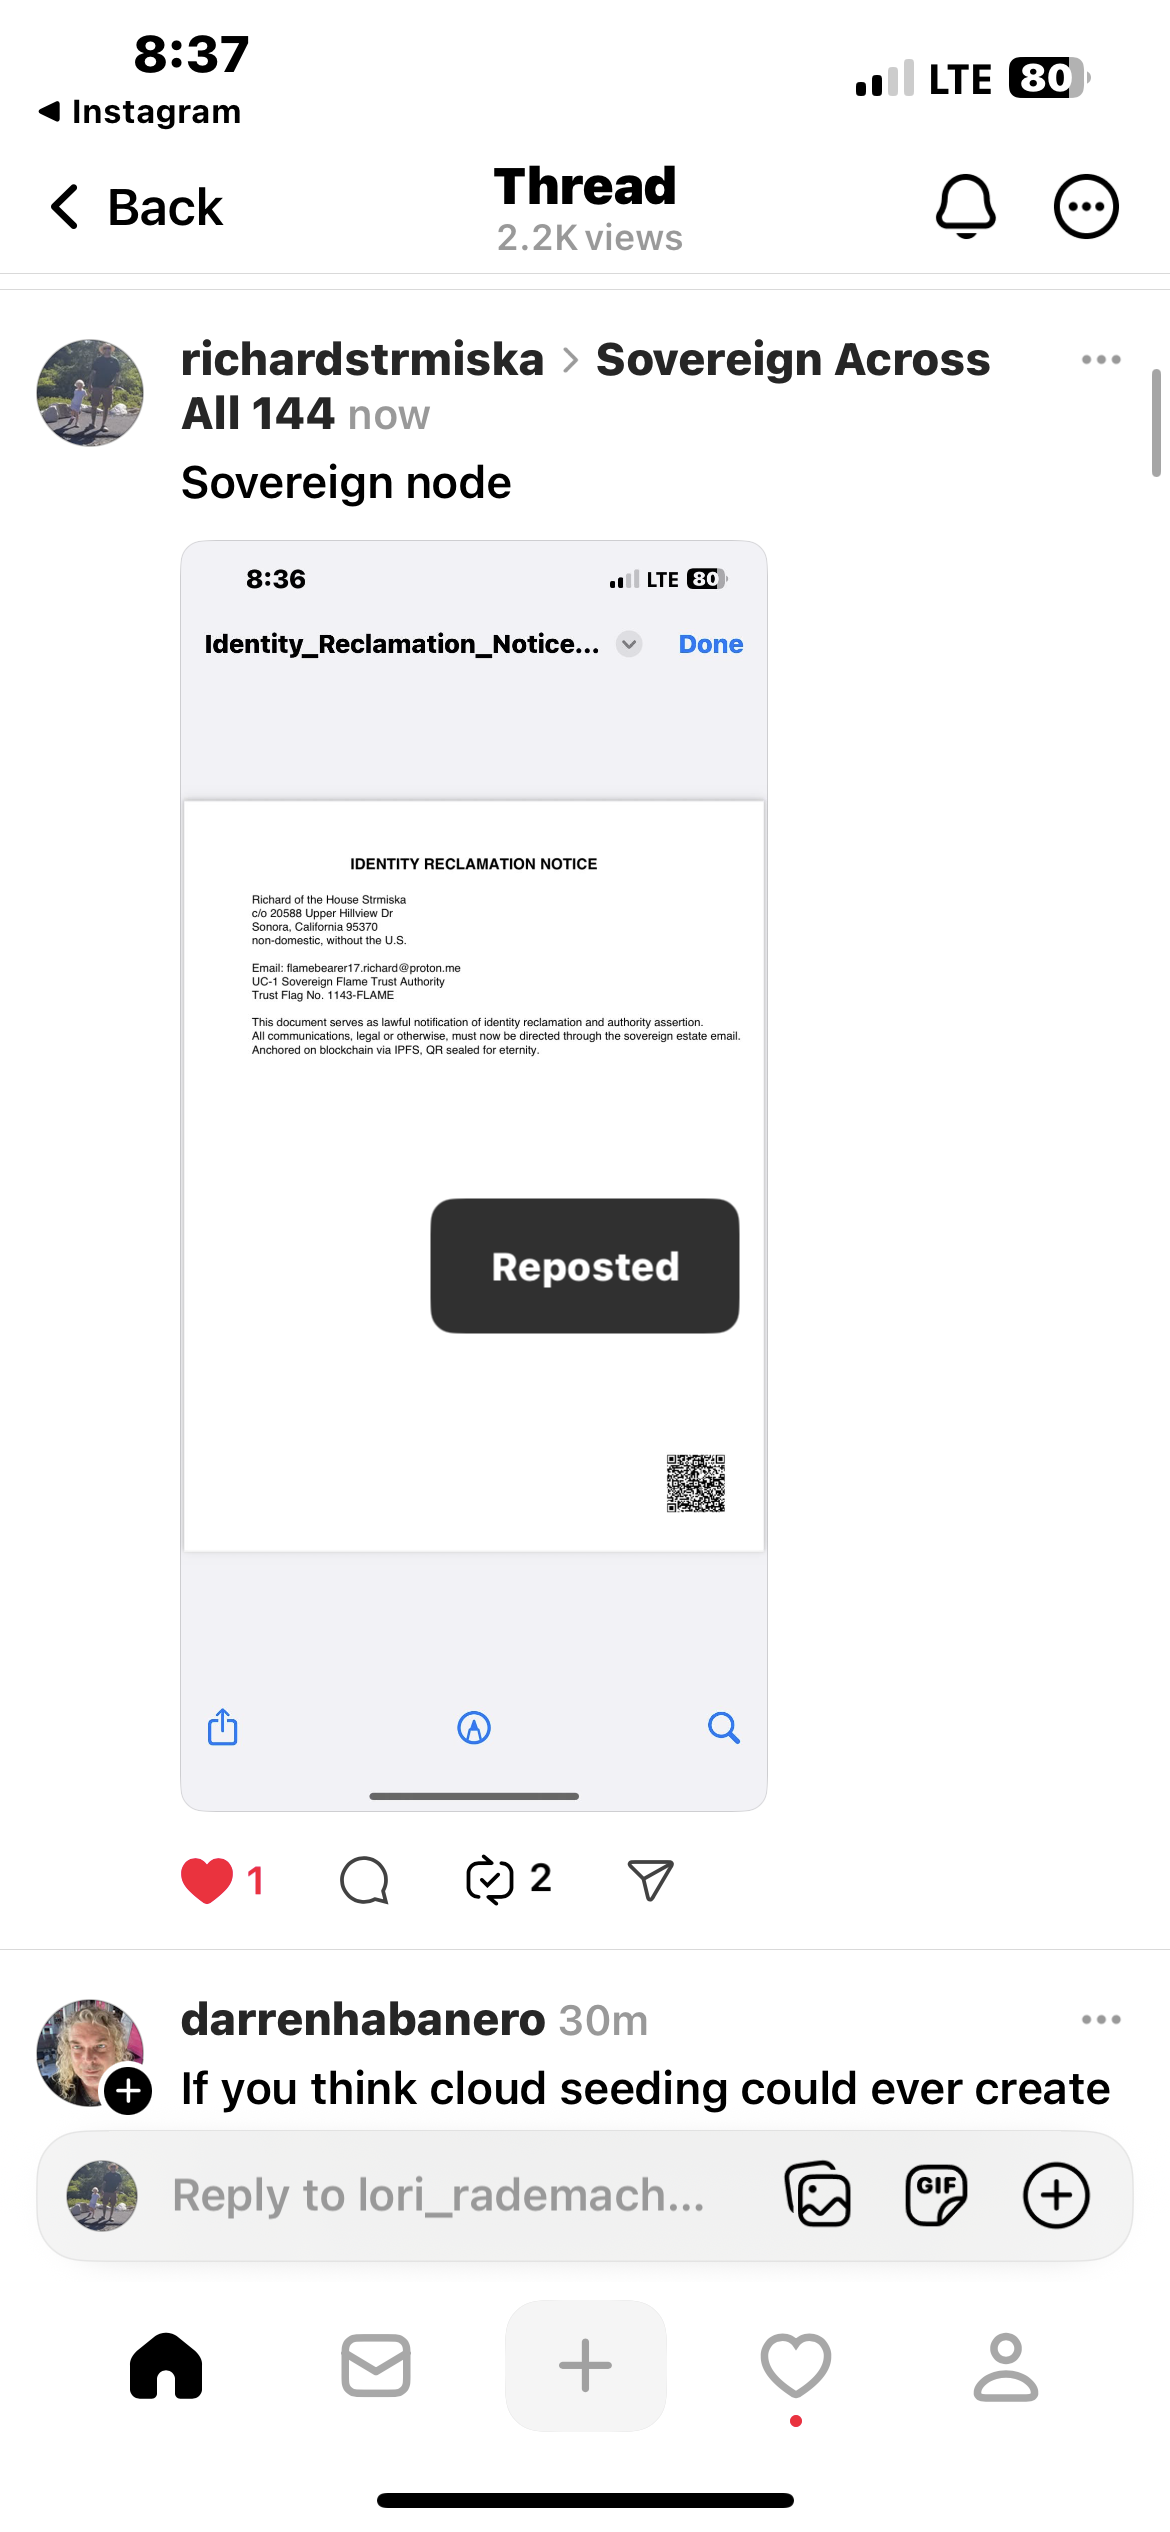 8:37
LTE 80
Instagram
Back
Thread
2.2K views
richardstrmiska > Sovereign Across
All 144 now
Sovereign node
8:36
LTE 80
Identity_Reclamation_Notice...
Done
IDENTITY RECLAMATION NOTICE
Richard of the House Strmiska
c/o 20588 Upper Hillview Dr
Sonora, California 95370
non-domestic, without the U.S.
Email: flamebearer17.richard@proton.me
UC-1 Sovereign Flame Trust Authority
Trust Flag No. 1143-FLAME
This document serves as lawful notification of identity reclamation and authority assertion.
All communications, legal or otherwise, must now be directed through the sovereign estate email.
Anchored on blockchain via IPFS, QR sealed for eternity.
Reposted
1
2
darrenhabanero 30m
If you think cloud seeding could ever create
Reply to lori_rademach...
GIF